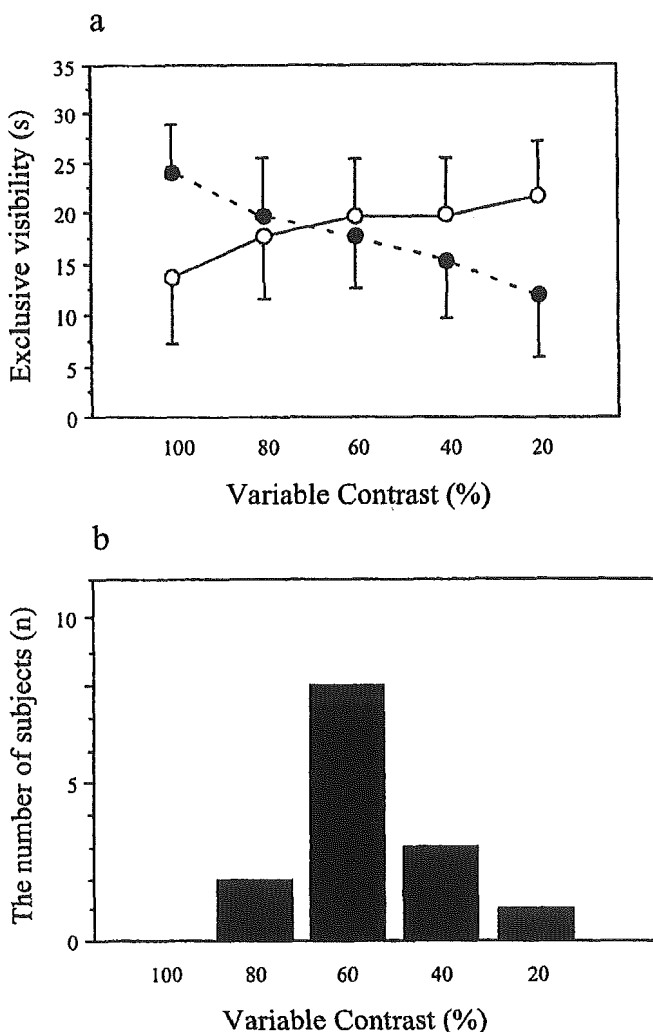 a
Exclusive visibility (s)
35
30
25
20
15
10
5
0
100 80 60 40 20
Variable Contrast (%)
b
The number of subjects (n)
10
5
0
100 80 60 40 20
Variable Contrast (%)